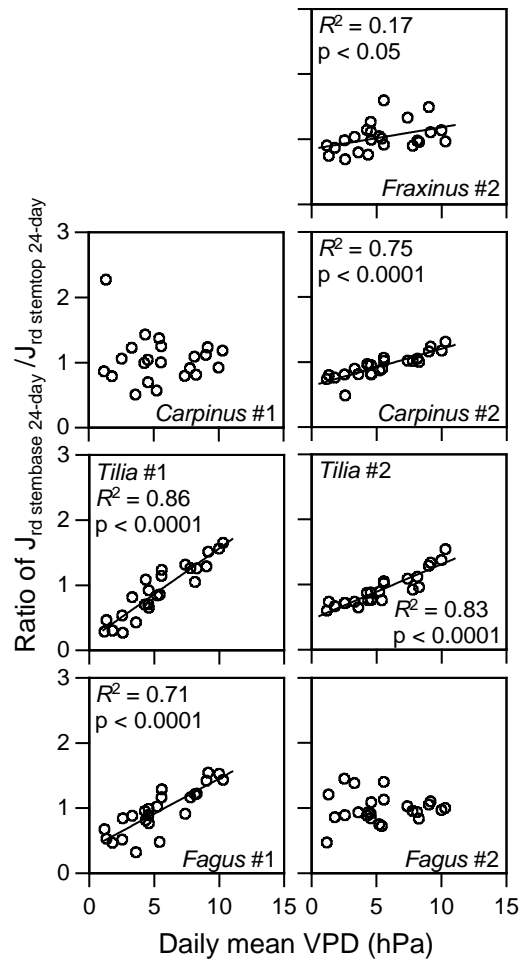 R² = 0.17
p < 0.05
Fraxinus #2
Ratio of J rd stembase 24-day / J rd stemtop 24-day
3
2
1
0
Carpinus #1
R² = 0.75
p < 0.0001
Carpinus #2
3
2
1
0
Tilia #1
R² = 0.86
p < 0.0001
Tilia #2
R² = 0.83
p < 0.0001
3
2
1
0
R² = 0.71
p < 0.0001
Fagus #1
Fagus #2
0 5 10 15 0 5 10 15
Daily mean VPD (hPa)